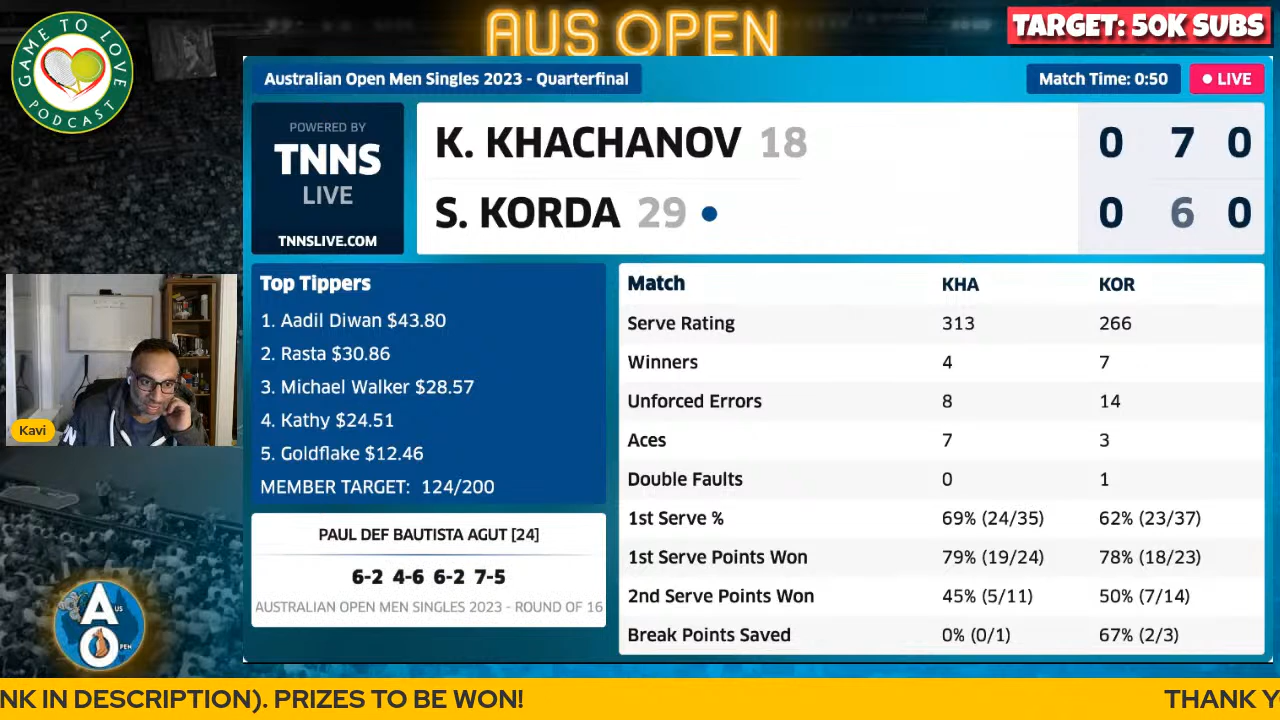 AUS OPEN
TARGET: 50K SUBS
GAME TO LOVE
PODCAST
Australian Open Men Singles 2023 - Quarterfinal
Match Time: 0:50
LIVE
POWERED BY
TNNS
LIVE
TNNSLIVE.COM
K. KHACHANOV 18 0 7 0
S. KORDA 29 0 6 0
Top Tippers
1. Aadil Diwan $43.80
2. Rasta $30.86
3. Michael Walker $28.57
4. Kathy $24.51
5. Goldflake $12.46
MEMBER TARGET: 124/200
PAUL DEF BAUTISTA AGUT [24]
6-2 4-6 6-2 7-5
AUSTRALIAN OPEN MEN SINGLES 2023 - ROUND OF 16
Match KHA KOR
Serve Rating 313 266
Winners 4 7
Unforced Errors 8 14
Aces 7 3
Double Faults 0 1
1st Serve % 69% (24/35) 62% (23/37)
1st Serve Points Won 79% (19/24) 78% (18/23)
2nd Serve Points Won 45% (5/11) 50% (7/14)
Break Points Saved 0% (0/1) 67% (2/3)
Kavi
A
US
O
PEN
NK IN DESCRIPTION). PRIZES TO BE WON!
THANK Y